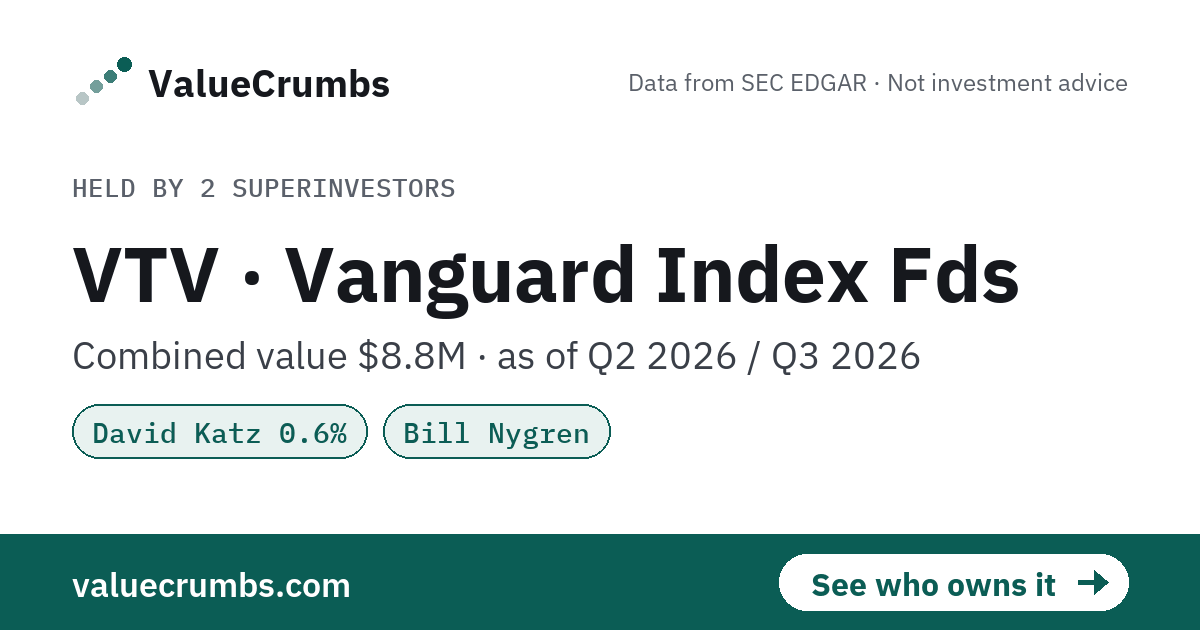 ValueCrumbs
Data from SEC EDGAR · Not investment advice
HELD BY 2 SUPERINVESTORS
VTV · Vanguard Index Fds
Combined value $8.8M · as of Q2 2026 / Q3 2026
David Katz 0.6%
Bill Nygren
valuecrumbs.com
See who owns it →